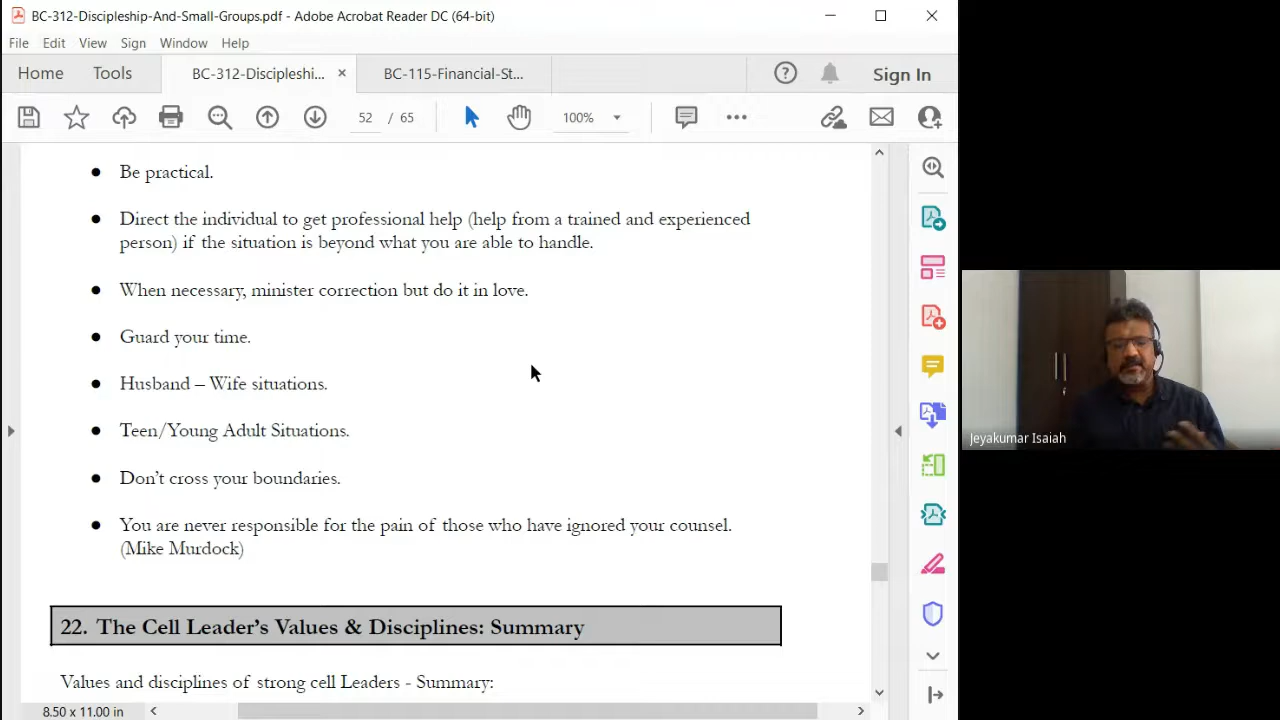 BC-312-Discipleship-And-Small-Groups.pdf - Adobe Acrobat Reader DC (64-bit)
File Edit View Sign Window Help
Home Tools BC-312-Discipleshi... × BC-115-Financial-St... Sign In
52 / 65 100%
● Be practical.
● Direct the individual to get professional help (help from a trained and experienced
person) if the situation is beyond what you are able to handle.
● When necessary, minister correction but do it in love.
● Guard your time.
● Husband – Wife situations.
● Teen/Young Adult Situations.
● Don't cross your boundaries.
● You are never responsible for the pain of those who have ignored your counsel.
(Mike Murdock)
22. The Cell Leader's Values & Disciplines: Summary
Values and disciplines of strong cell Leaders - Summary:
8.50 x 11.00 in
Jeyakumar Isaiah